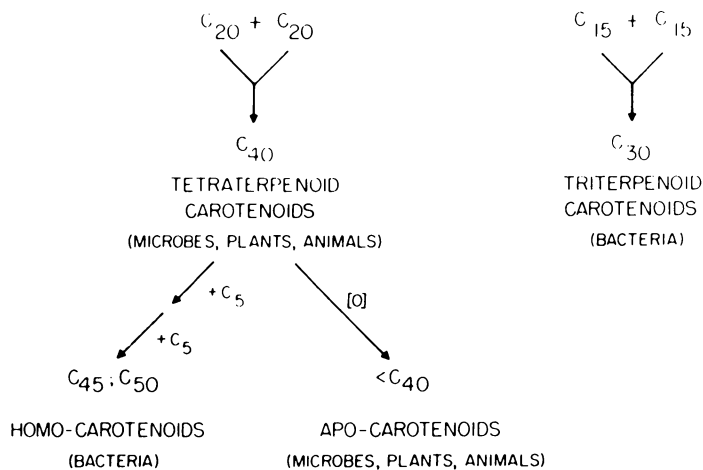 C20 + C20
C15 + C15
C40
TETRATERPENOID
CAROTENOIDS
(MICROBES, PLANTS, ANIMALS)
C30
TRITERPENOID
CAROTENOIDS
(BACTERIA)
+ C5
+ C5
[O]
C45; C50
HOMO-CAROTENOIDS
(BACTERIA)
<C40
APO-CAROTENOIDS
(MICROBES, PLANTS, ANIMALS)